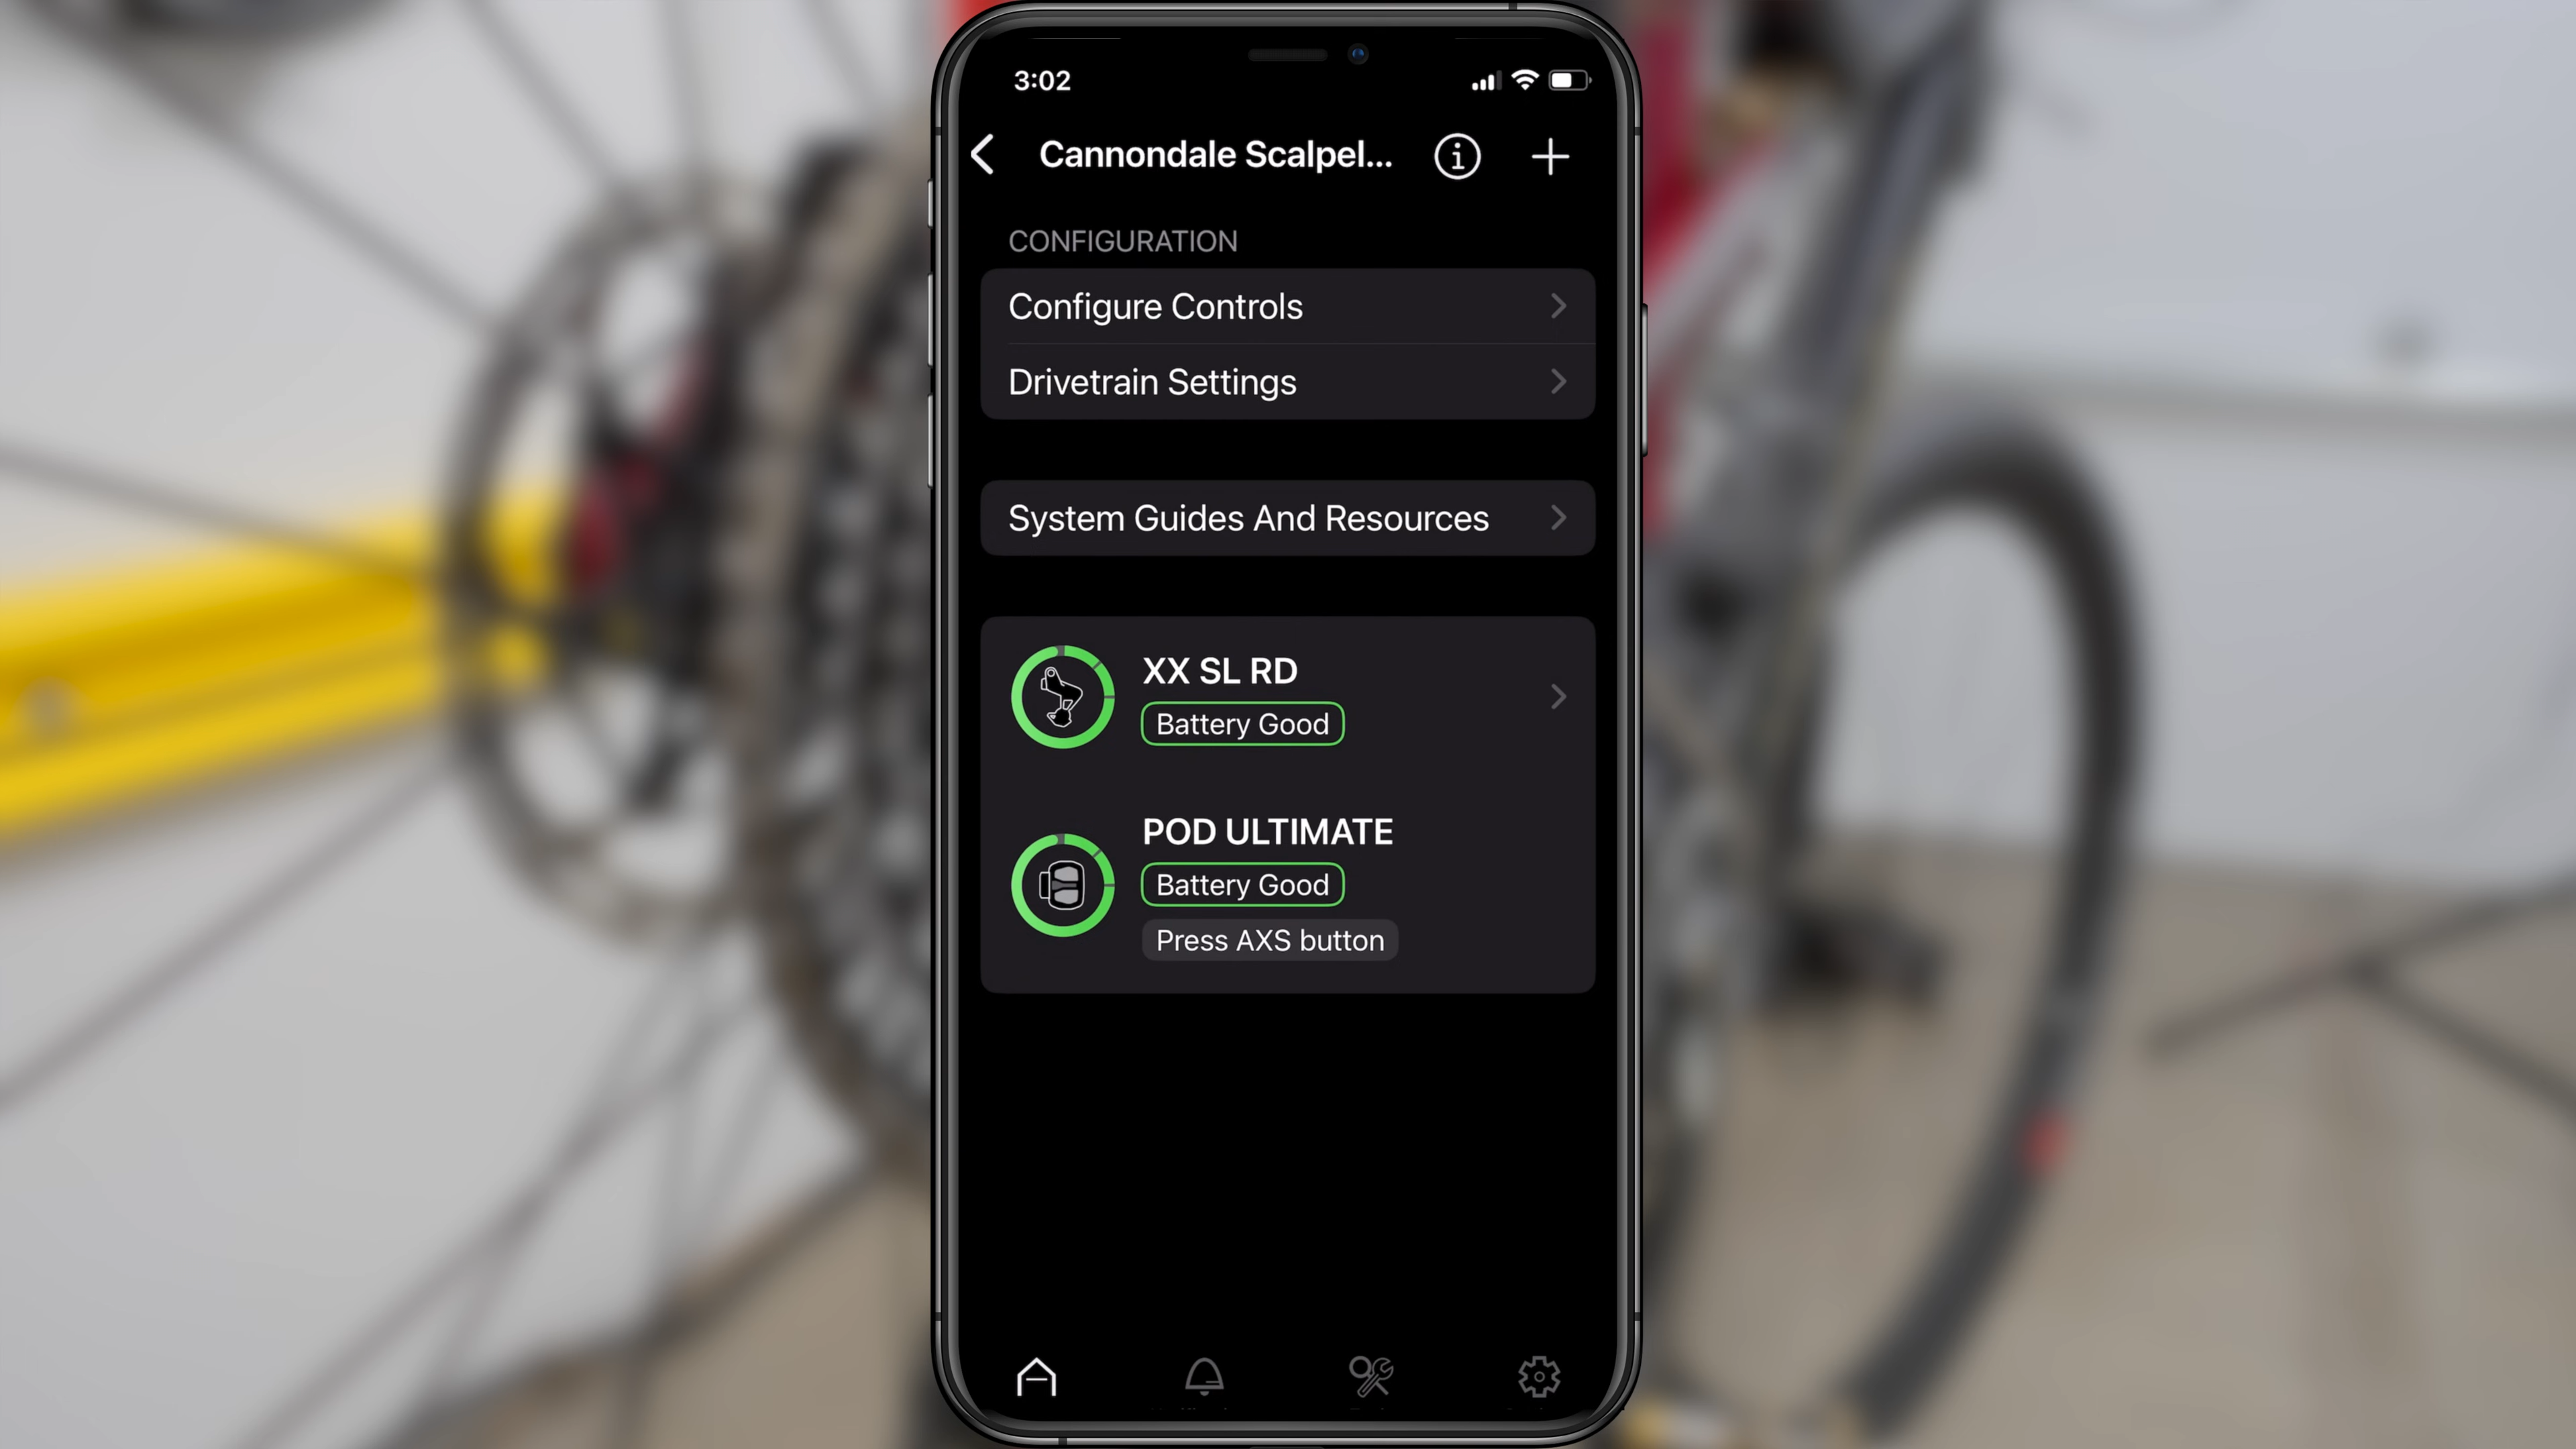 3:02
Cannondale Scalpel...
CONFIGURATION
Configure Controls
Drivetrain Settings
System Guides And Resources
XX SL RD
Battery Good
POD ULTIMATE
Battery Good
Press AXS button